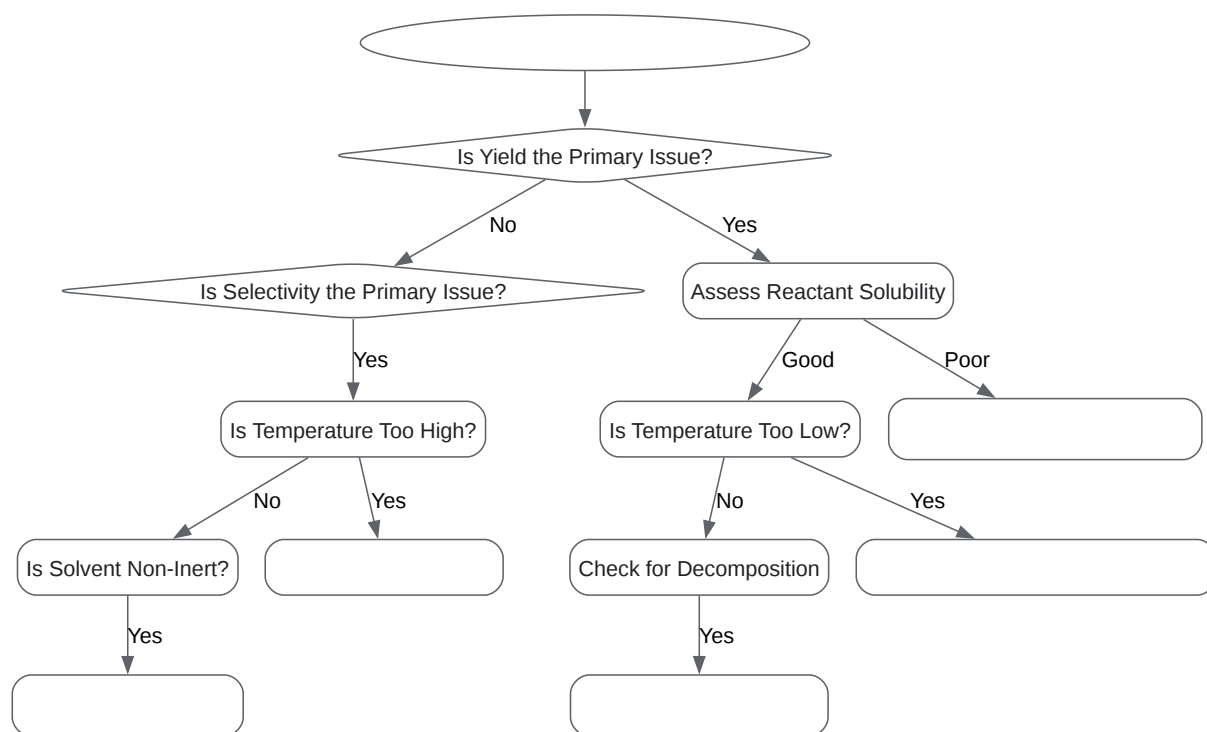 Is Yield the Primary Issue?
No
Yes
Is Selectivity the Primary Issue?
Assess Reactant Solubility
Yes
Good
Poor
Is Temperature Too High?
Is Temperature Too Low?
No
Yes
No
Yes
Is Solvent Non-Inert?
Check for Decomposition
Yes
Yes